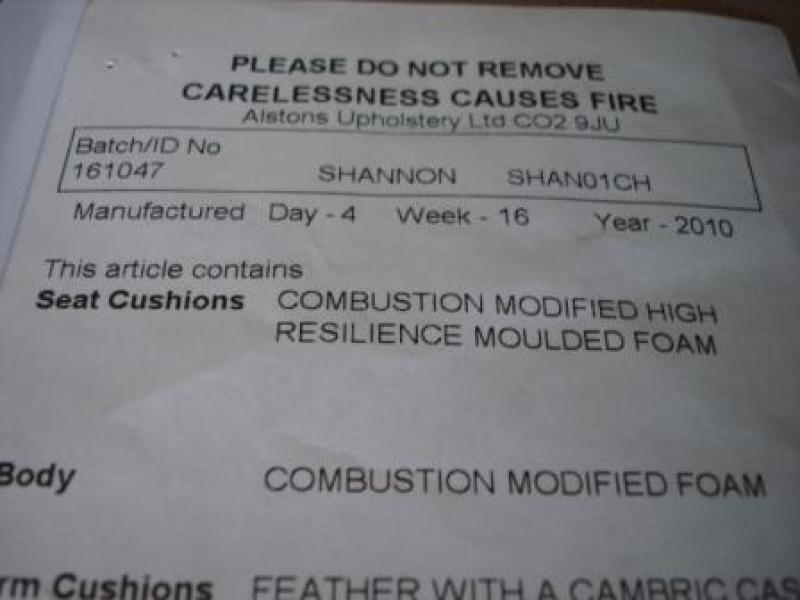 PLEASE DO NOT REMOVE
CARELESSNESS CAUSES FIRE
Alstons Upholstery Ltd CO2 9JU
Batch/ID No
161047 SHANNON SHAN01CH
Manufactured Day - 4 Week - 16 Year - 2010
This article contains
Seat Cushions COMBUSTION MODIFIED HIGH
RESILIENCE MOULDED FOAM
Body COMBUSTION MODIFIED FOAM
rm Cushions FEATHER WITH A CAMBRIC CAS